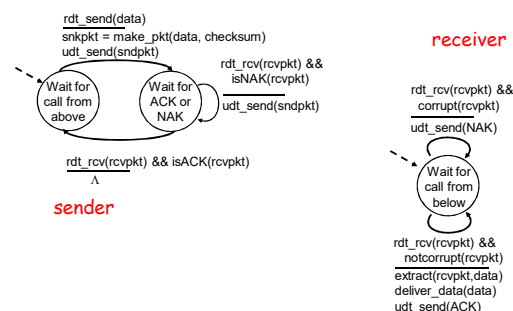 rdt_send(data)
snkpkt = make_pkt(data, checksum)
udt_send(sndpkt)
Wait for
call from
above
Wait for
ACK or
NAK
rdt_rcv(rcvpkt) &&
isNAK(rcvpkt)
udt_send(sndpkt)
rdt_rcv(rcvpkt) && isACK(rcvpkt)
Λ
sender
receiver
rdt_rcv(rcvpkt) &&
corrupt(rcvpkt)
udt_send(NAK)
Wait for
call from
below
rdt_rcv(rcvpkt) &&
notcorrupt(rcvpkt)
extract(rcvpkt,data)
deliver_data(data)
udt_send(ACK)